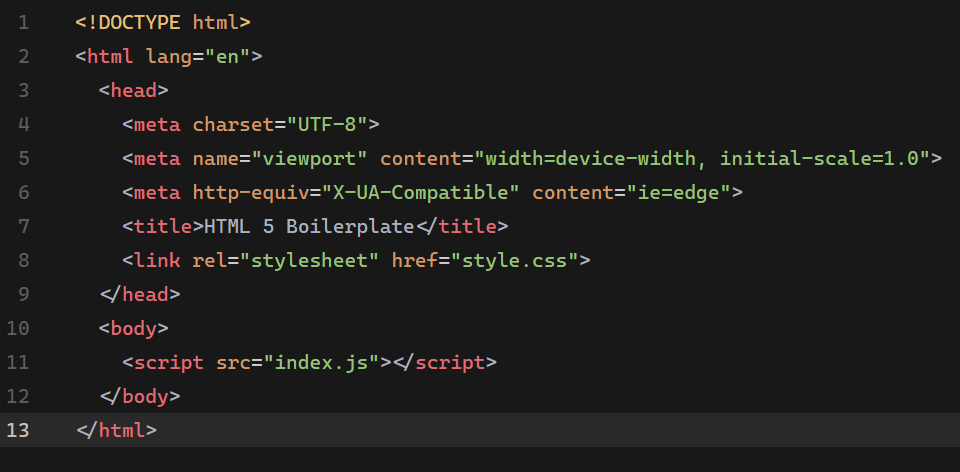 1 <!DOCTYPE html>
2 <html lang="en">
3   <head>
4     <meta charset="UTF-8">
5     <meta name="viewport" content="width=device-width, initial-scale=1.0">
6     <meta http-equiv="X-UA-Compatible" content="ie=edge">
7     <title>HTML 5 Boilerplate</title>
8     <link rel="stylesheet" href="style.css">
9   </head>
10   <body>
11     <script src="index.js"></script>
12   </body>
13 </html>